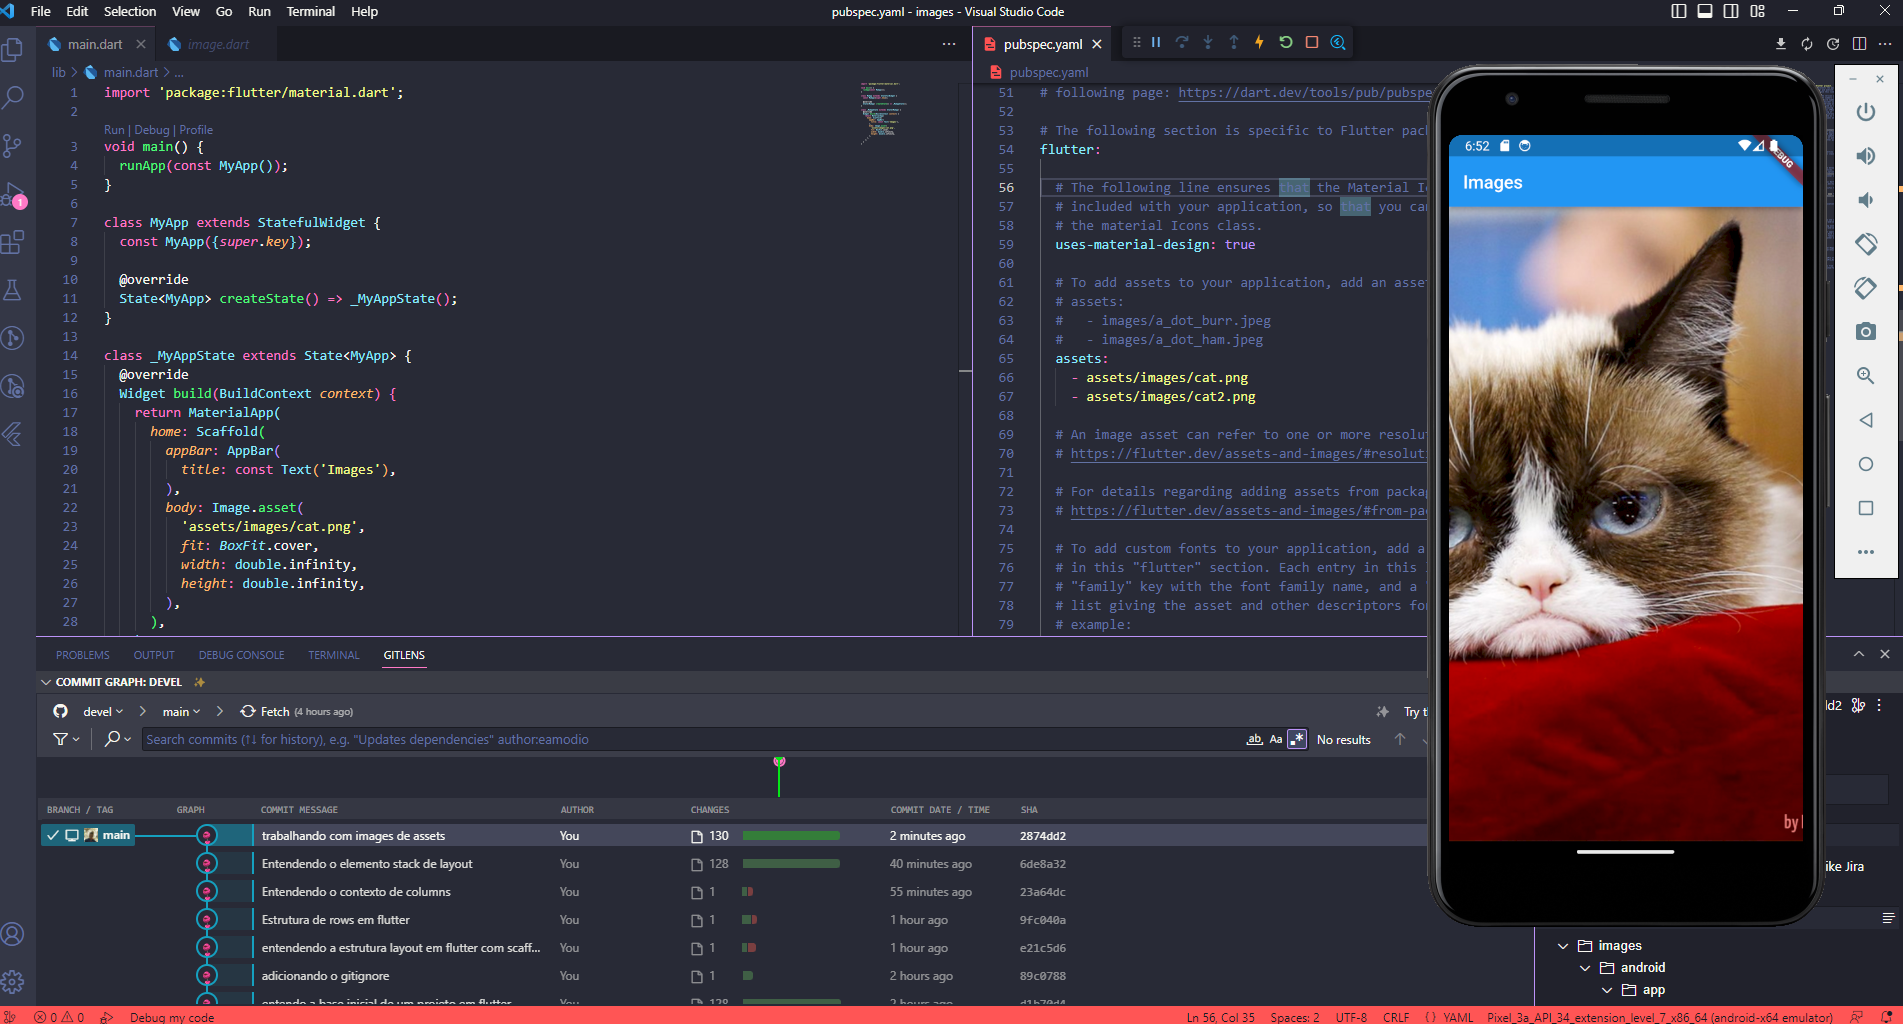 File Edit Selection View Go Run Terminal Help
pubspec.yaml - images - Visual Studio Code
main.dart
image.dart
lib > main.dart > ...
1 import 'package:flutter/material.dart';
2
Run | Debug | Profile
3 void main() {
4 runApp(const MyApp());
5 }
6
7 class MyApp extends StatefulWidget {
8 const MyApp({super.key});
9
10 @override
11 State<MyApp> createState() => _MyAppState();
12 }
13
14 class _MyAppState extends State<MyApp> {
15 @override
16 Widget build(BuildContext context) {
17 return MaterialApp(
18 home: Scaffold(
19 appBar: AppBar(
20 title: const Text('Images'),
21 ),
22 body: Image.asset(
23 'assets/images/cat.png',
24 fit: BoxFit.cover,
25 width: double.infinity,
26 height: double.infinity,
27 ),
28 ),
pubspec.yaml
pubspec.yaml
51 # following page: https://dart.dev/tools/pub/pubspe
52
53 # The following section is specific to Flutter pac
54 flutter:
55
56 # The following line ensures that the Material I
57 # included with your application, so that you ca
58 # the material Icons class.
59 uses-material-design: true
60
61 # To add assets to your application, add an asse
62 # assets:
63 # - images/a_dot_burr.jpeg
64 # - images/a_dot_ham.jpeg
65 assets:
66 - assets/images/cat.png
67 - assets/images/cat2.png
68
69 # An image asset can refer to one or more resolu
70 # https://flutter.dev/assets-and-images/#resolut
71
72 # For details regarding adding assets from packa
73 # https://flutter.dev/assets-and-images/#from-pa
74
75 # To add custom fonts to your application, add a
76 # in this "flutter" section. Each entry in this
77 # "family" key with the font family name, and a
78 # list giving the asset and other descriptors fo
79 # example:
6:52
DEBUG
Images
by
1
PROBLEMS OUTPUT DEBUG CONSOLE TERMINAL GITLENS
COMMIT GRAPH: DEVEL
devel > main > Fetch (4 hours ago)
Try t
Search commits (↑↓ for history), e.g. "Updates dependencies" author:eamodio
ab Aa .* No results
BRANCH / TAG GRAPH COMMIT MESSAGE AUTHOR CHANGES COMMIT DATE / TIME SHA
main trabalhando com images de assets You 130 2 minutes ago 2874dd2
Entendendo o elemento stack de layout You 128 40 minutes ago 6de8a32
Entendendo o contexto de columns You 1 55 minutes ago 23a64dc
Estrutura de rows em flutter You 1 1 hour ago 9fc040a
entendendo a estrutura layout em flutter com scaff... You 1 1 hour ago e21c5d6
adicionando o gitignore You 1 2 hours ago 89c0788
entendo a base inicial de um projeto em flutter You 128 2 hours ago d1b70d4
dd2
ike Jira
images
android
app
0 0 Debug my code
Ln 56, Col 35 Spaces: 2 UTF-8 CRLF {} YAML Pixel_3a_API_34_extension_level_7_x86_64 (android-x64 emulator)